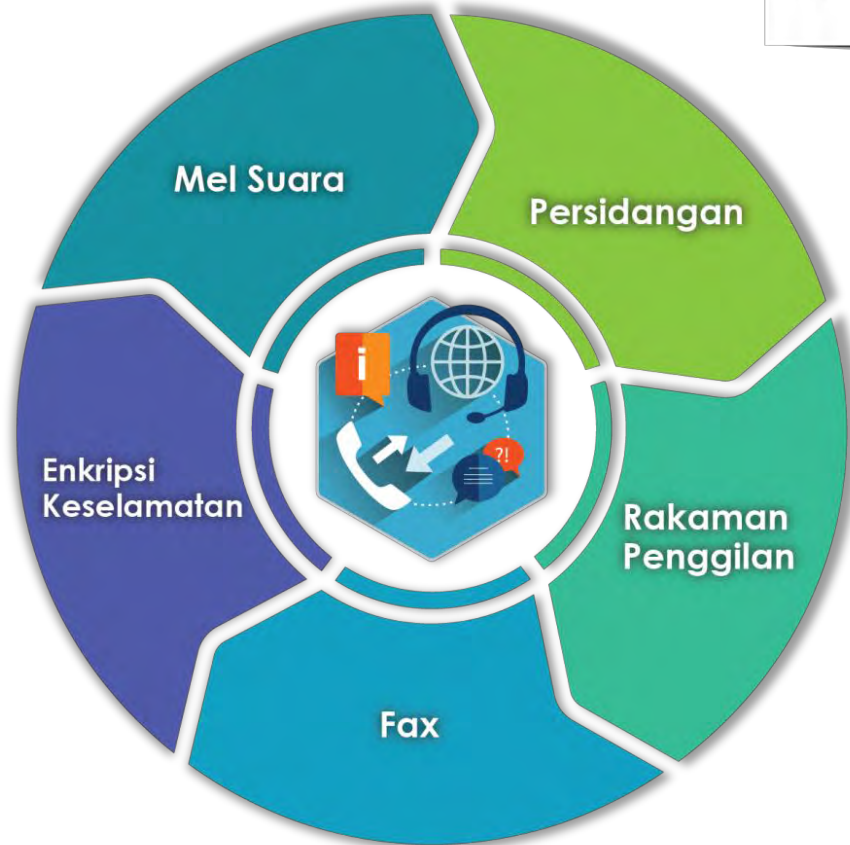 Mel Suara
Persidangan
Enkripsi
Keselamatan
Rakaman
Penggilan
Fax
i
?!